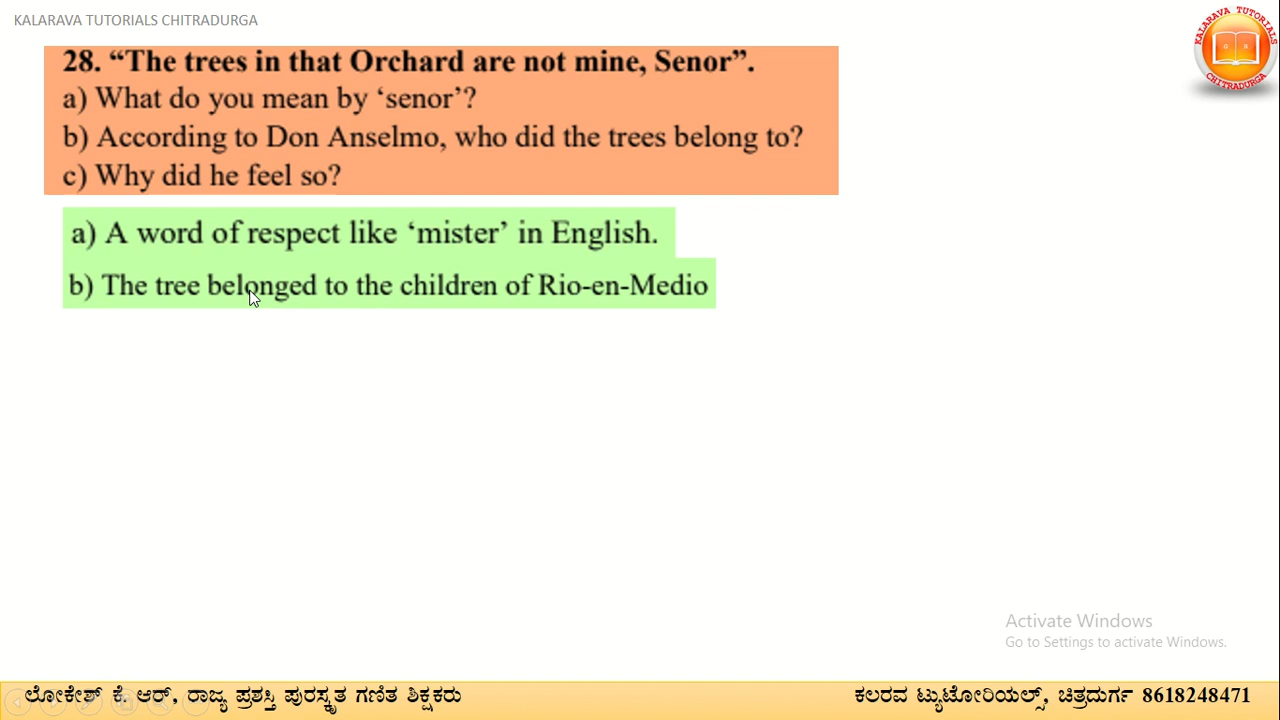 KALARAVA TUTORIALS CHITRADURGA
KALARAVA TUTORIALS
CHITRADURGA
28. “The trees in that Orchard are not mine, Senor”.
a) What do you mean by ‘senor’?
b) According to Don Anselmo, who did the trees belong to?
c) Why did he feel so?
a) A word of respect like ‘mister’ in English.
b) The tree belonged to the children of Rio-en-Medio
Activate Windows
Go to Settings to activate Windows.
ಲೋಕೇಶ್ ಕೆ. ಆರ್, ರಾಜ್ಯ ಪ್ರಶಸ್ತಿ ಪುರಸ್ಕೃತ ಗಣಿತ ಶಿಕ್ಷಕರು
ಕಲರವ ಟ್ಯುಟೋರಿಯಲ್ಸ್, ಚಿತ್ರದುರ್ಗ 8618248471